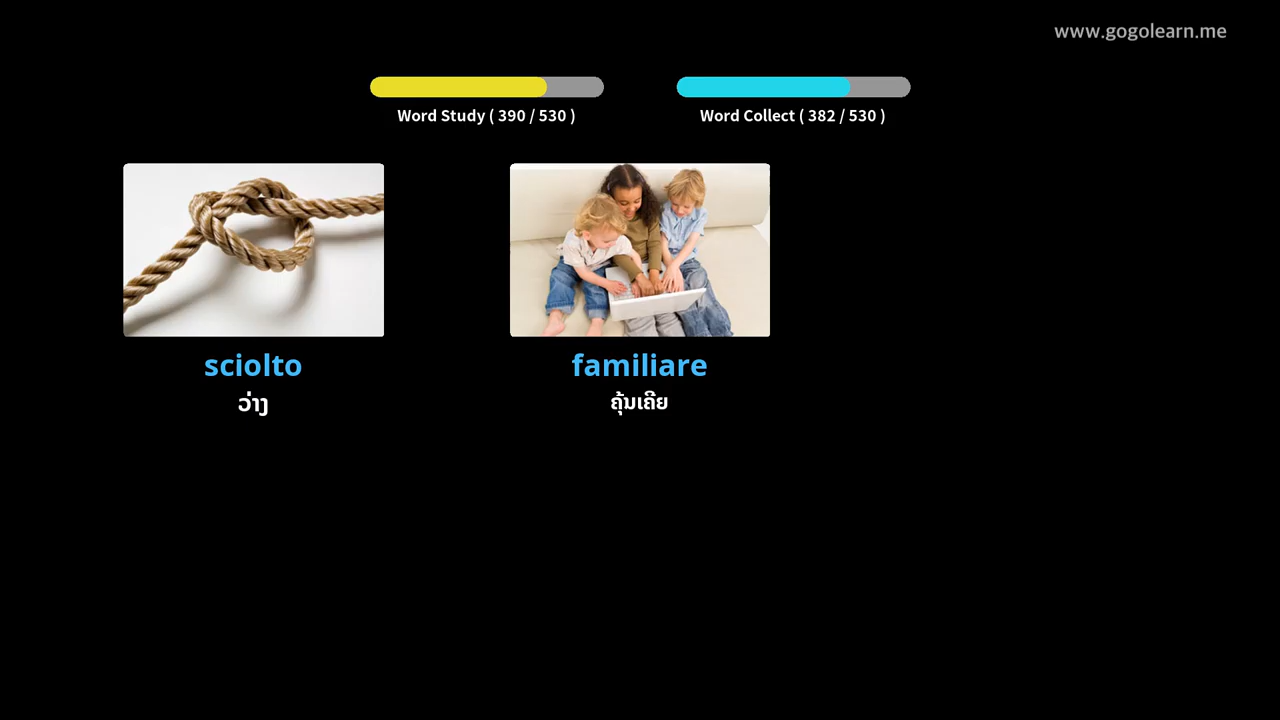 www.gogolearn.me
Word Study ( 390 / 530 )
Word Collect ( 382 / 530 )
sciolto
ວ່າງ
familiare
ຄຸ້ນເຄີຍ